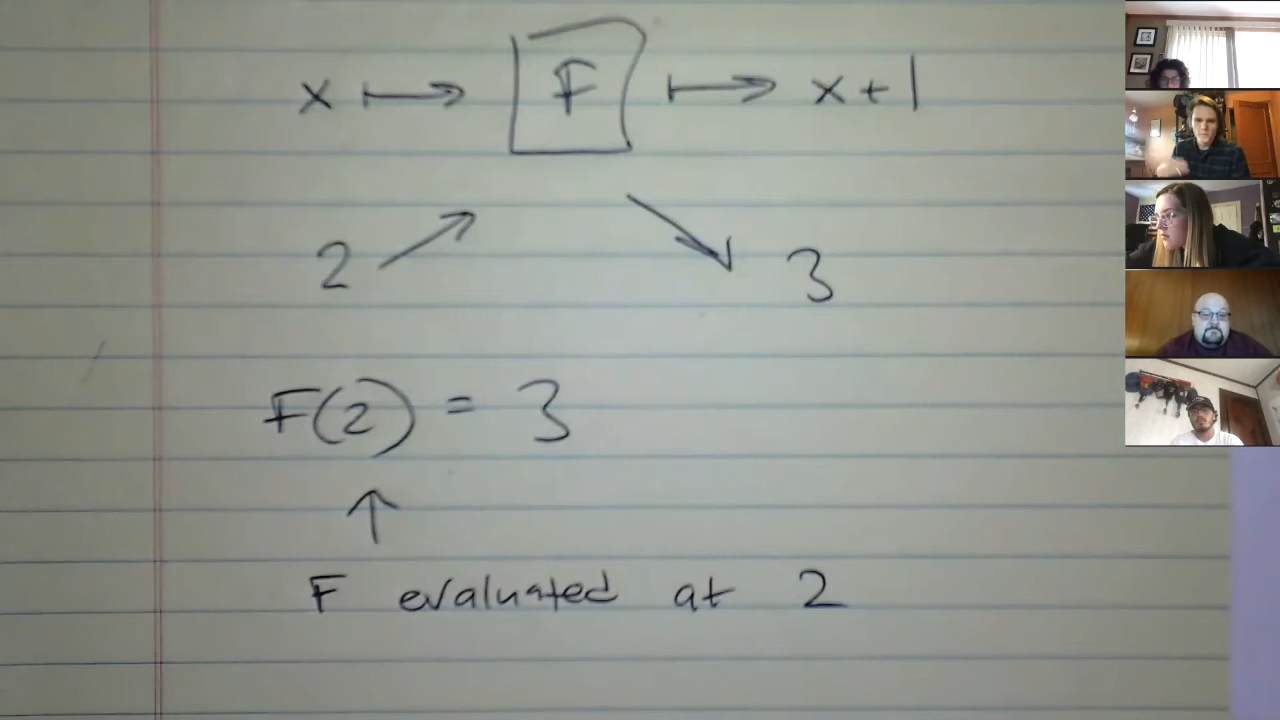 x ↦ F ↦ x+1
2 ↗ ↘ 3
F(2) = 3
↑
F evaluated at 2